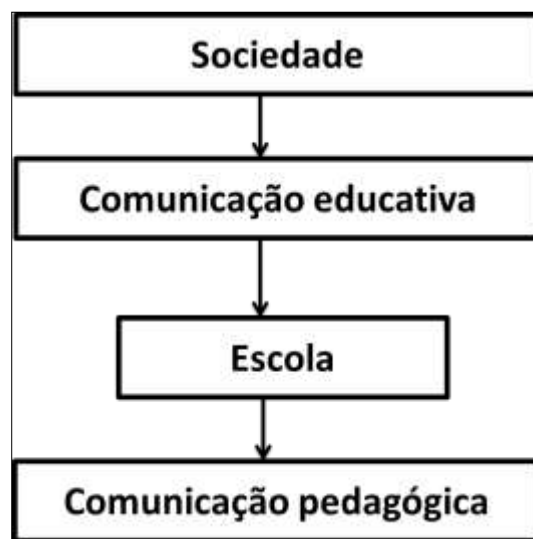 Sociedade
Comunicação educativa
Escola
Comunicação pedagógica